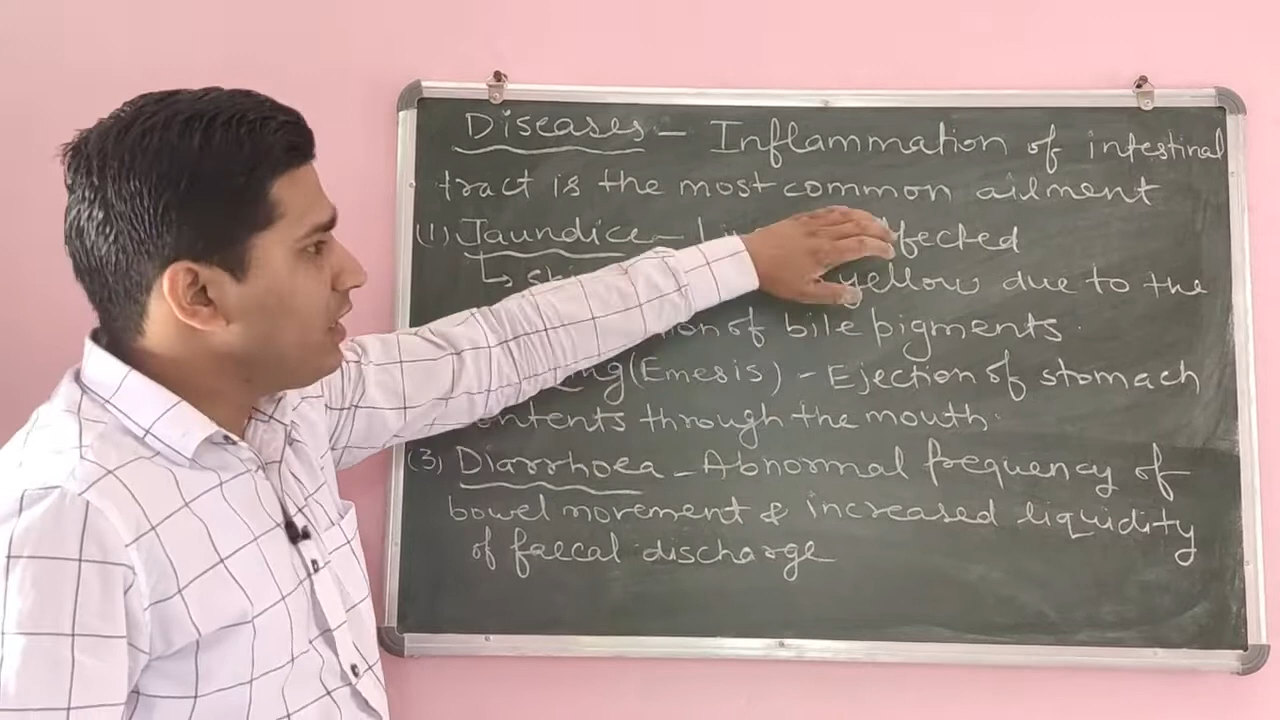 Diseases - Inflammation of intestinal
tract is the most common ailment
(1) Jaundice - affected
↳ yellow due to the
of bile pigments.
(Emesis) - Ejection of stomach
contents through the mouth.
(3) Diarrhoea - Abnormal frequency of
bowel movement & increased liquidity
of faecal discharge